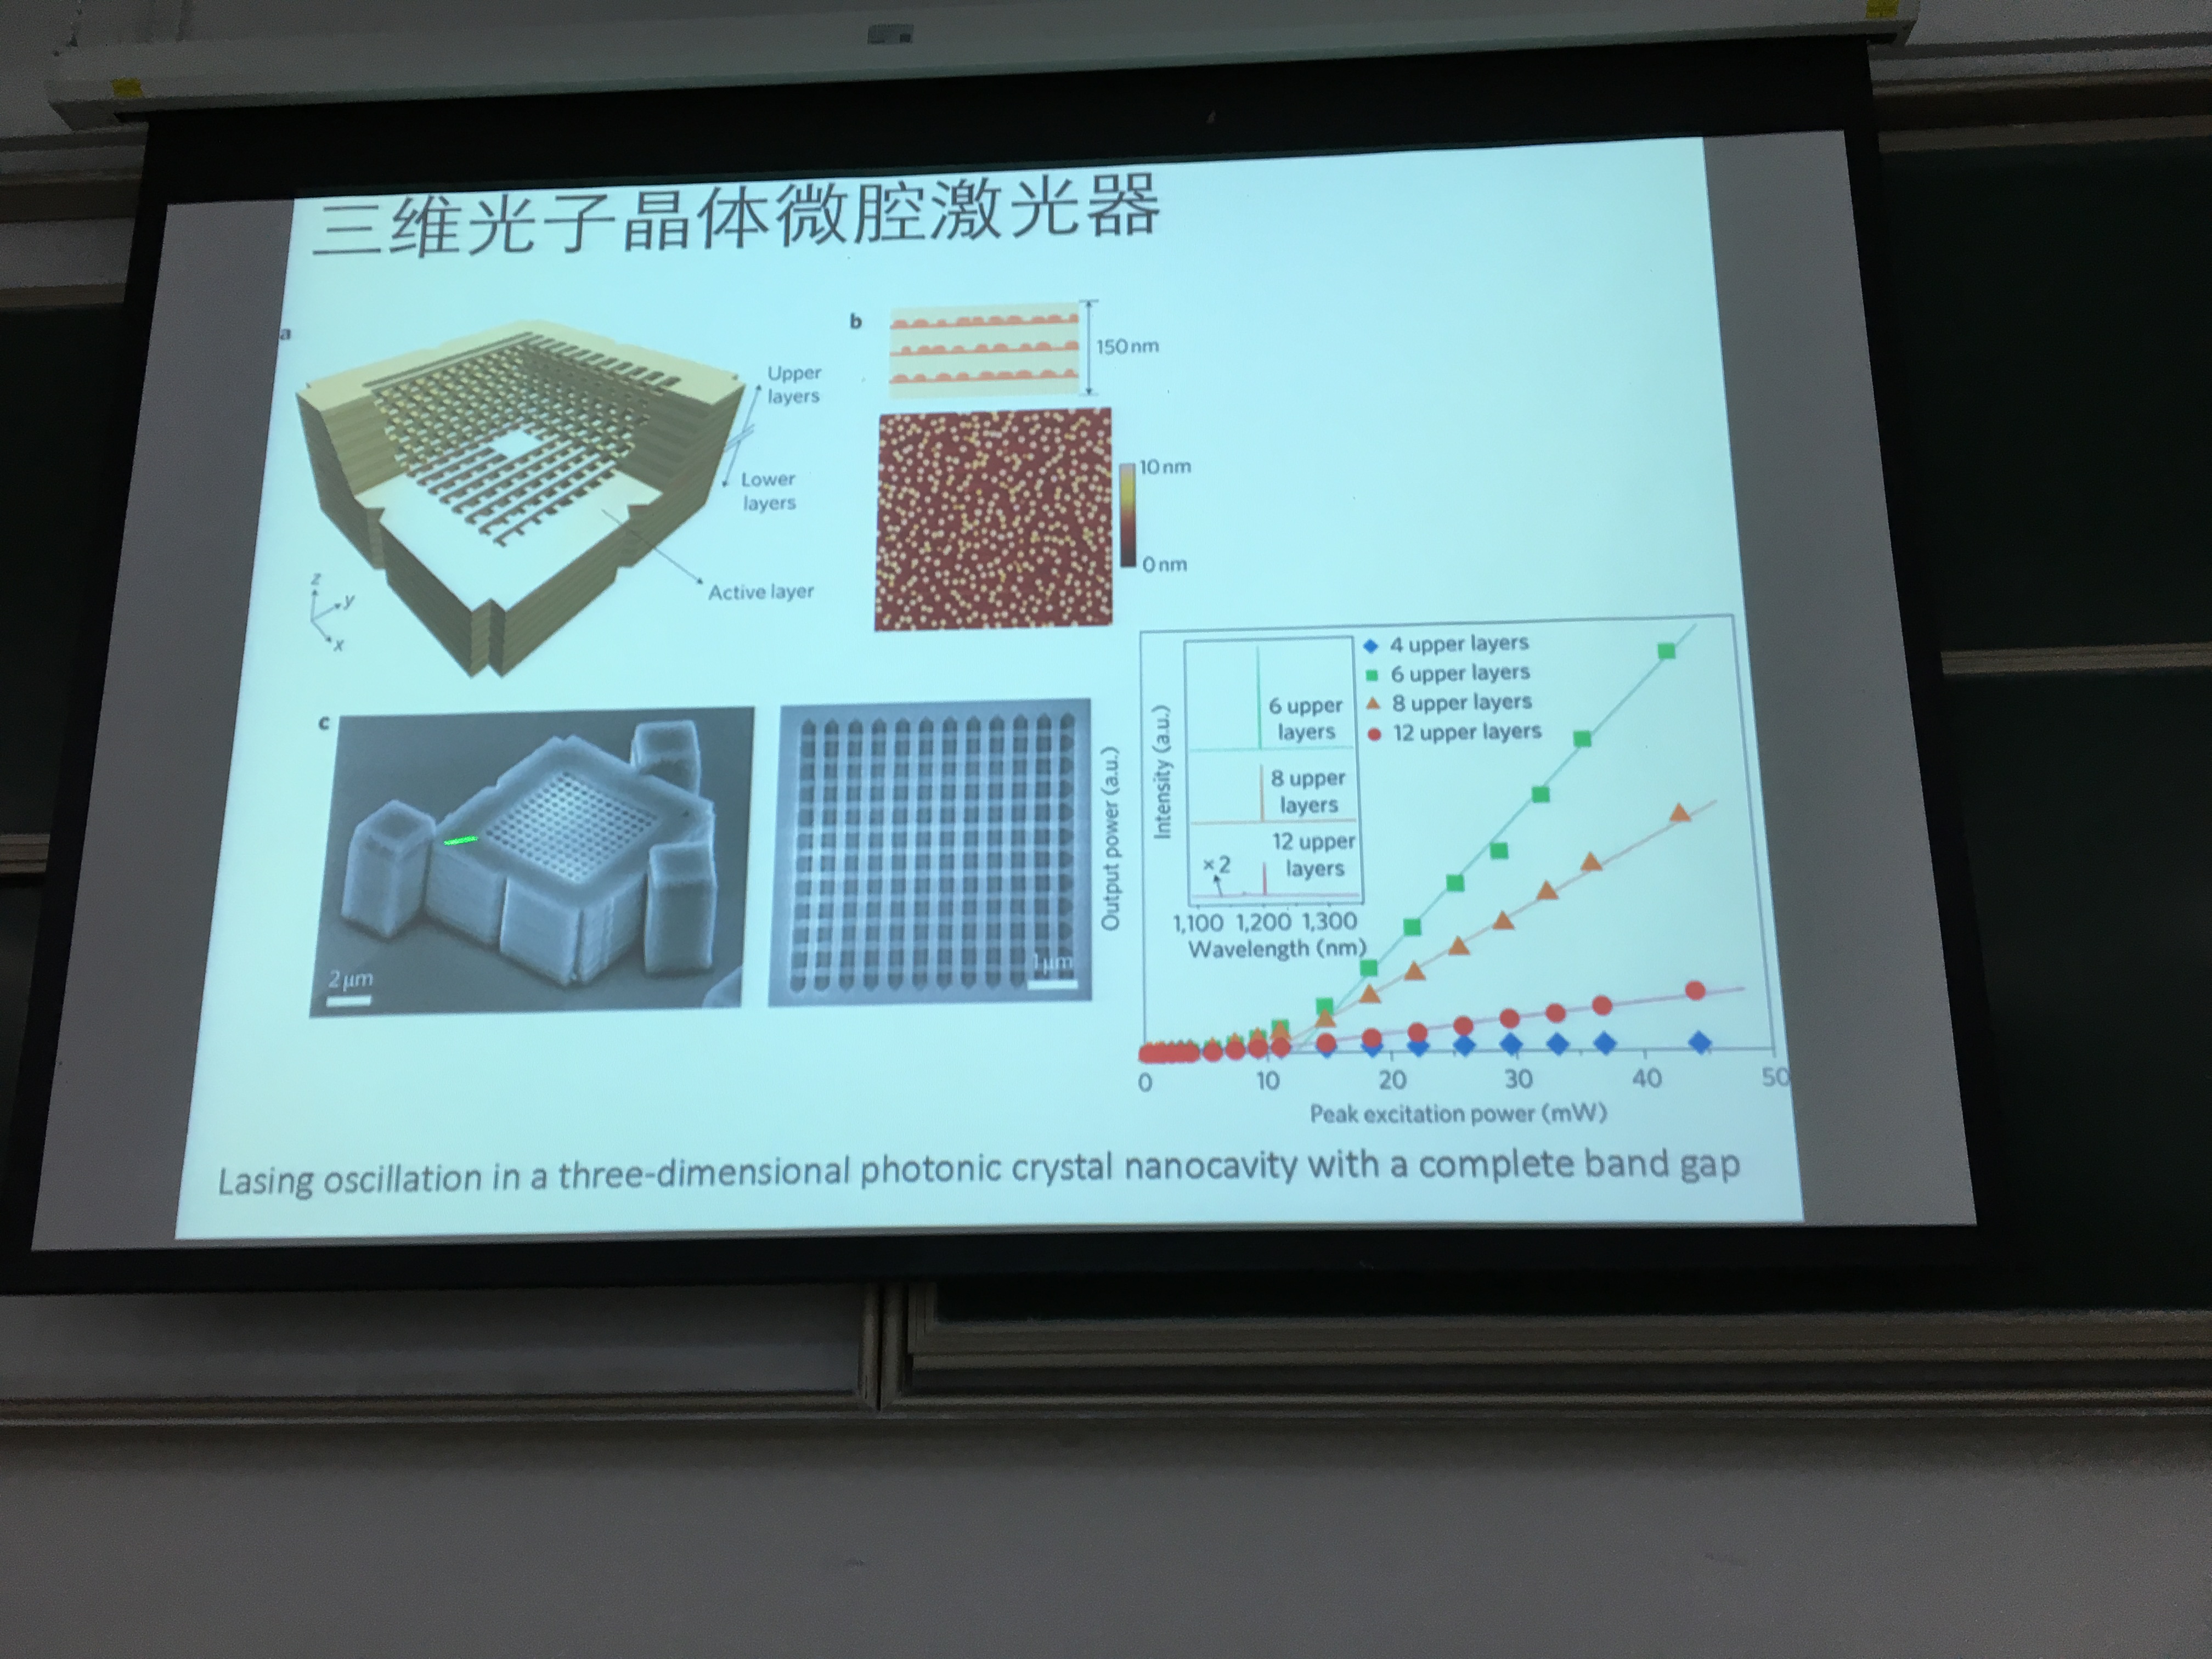 三维光子晶体微腔激光器
a
Upper
layers
Lower
layers
Active layer
z
y
x
b
150 nm
10 nm
0 nm
c
2 μm
1 μm
Output power (a.u.)
Intensity (a.u.)
6 upper
layers
8 upper
layers
12 upper
layers
×2
1,100 1,200 1,300
Wavelength (nm)
4 upper layers
6 upper layers
8 upper layers
12 upper layers
0 10 20 30 40 50
Peak excitation power (mW)
Lasing oscillation in a three-dimensional photonic crystal nanocavity with a complete band gap